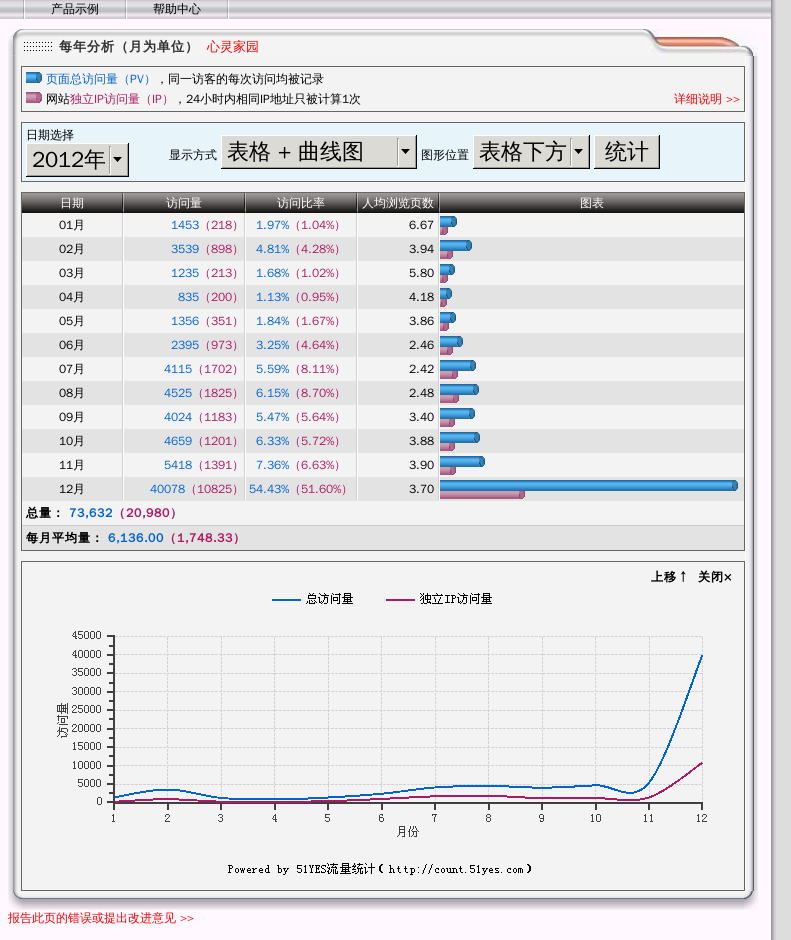 产品示例 帮助中心
每年分析（月为单位） 心灵家园
页面总访问量（PV），同一访客的每次访问均被记录
网站独立IP访问量（IP），24小时内相同IP地址只被计算1次 详细说明 >>
日期选择
2012年 显示方式 表格 + 曲线图 图形位置 表格下方 统计
日期 访问量 访问比率 人均浏览页数 图表
01月 1453（218） 1.97%（1.04%） 6.67
02月 3539（898） 4.81%（4.28%） 3.94
03月 1235（213） 1.68%（1.02%） 5.80
04月 835（200） 1.13%（0.95%） 4.18
05月 1356（351） 1.84%（1.67%） 3.86
06月 2395（973） 3.25%（4.64%） 2.46
07月 4115（1702） 5.59%（8.11%） 2.42
08月 4525（1825） 6.15%（8.70%） 2.48
09月 4024（1183） 5.47%（5.64%） 3.40
10月 4659（1201） 6.33%（5.72%） 3.88
11月 5418（1391） 7.36%（6.63%） 3.90
12月 40078（10825） 54.43%（51.60%） 3.70
总量： 73,632（20,980）
每月平均量： 6,136.00（1,748.33）
上移↑ 关闭×
总访问量 独立IP访问量
访问量
45000
40000
35000
30000
25000
20000
15000
10000
5000
0
1 2 3 4 5 6 7 8 9 10 11 12
月份
Powered by 51YES流量统计( http://count.51yes.com )
报告此页的错误或提出改进意见 >>